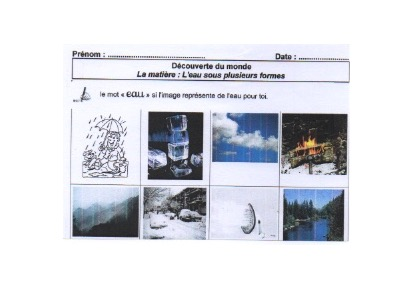 Prénom : ............................ Date : ................
Découverte du monde
La matière : L'eau sous plusieurs formes
le mot « eau » si l'image représente de l'eau pour toi.